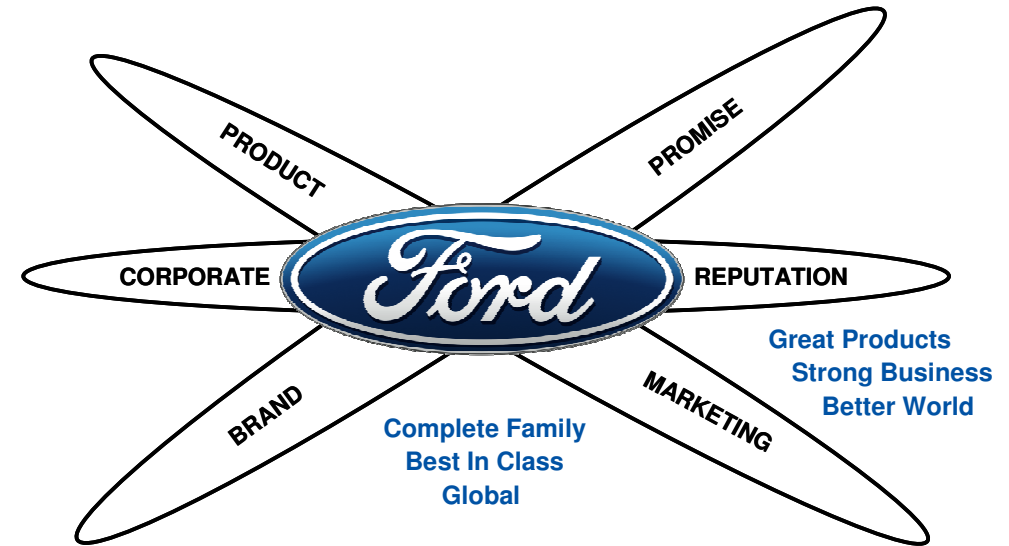 PRODUCT
PROMISE
CORPORATE
Ford
REPUTATION
Great Products
Strong Business
Better World
BRAND
MARKETING
Complete Family
Best In Class
Global